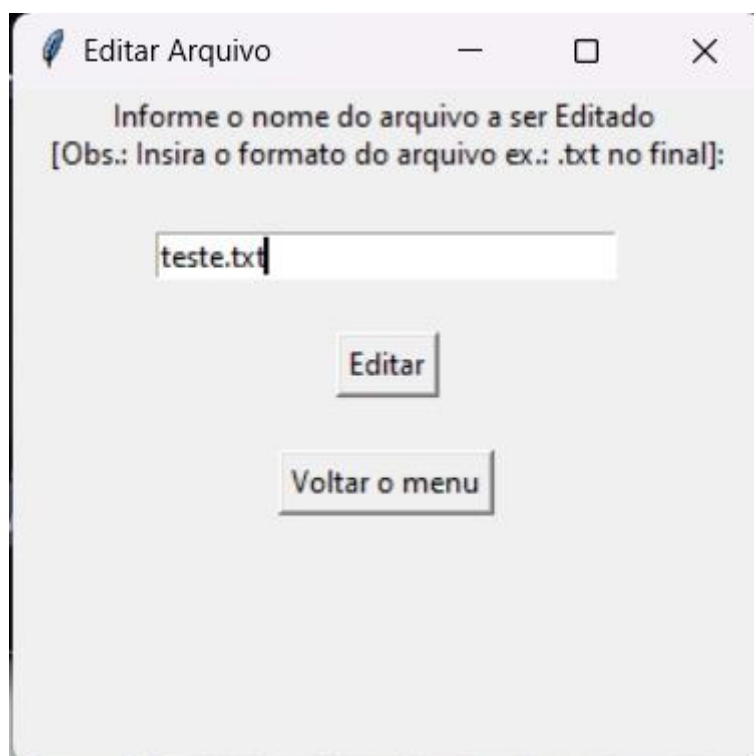 Editar Arquivo
Informe o nome do arquivo a ser Editado
[Obs.: Insira o formato do arquivo ex.: .txt no final]:
teste.txt
Editar
Voltar o menu